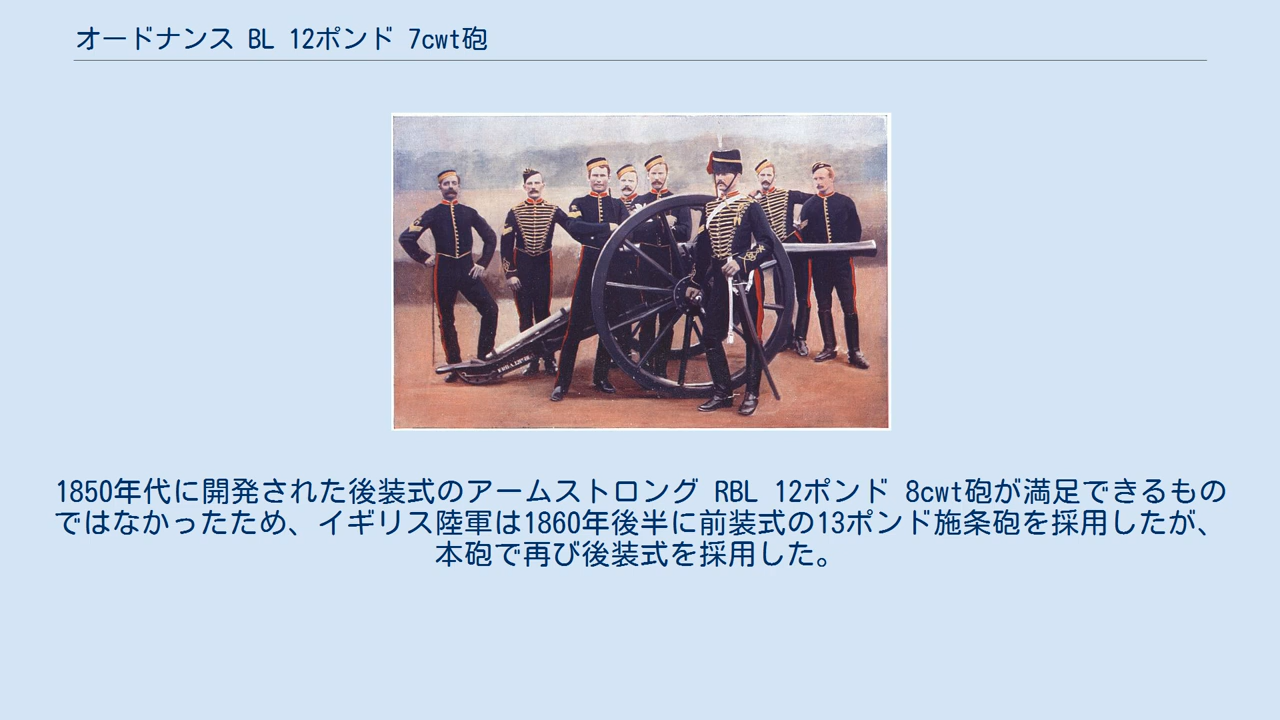 オードナンス BL 12ポンド 7cwt砲
1850年代に開発された後装式のアームストロング RBL 12ポンド 8cwt砲が満足できるもの
ではなかったため、イギリス陸軍は1860年後半に前装式の13ポンド施条砲を採用したが、
本砲で再び後装式を採用した。